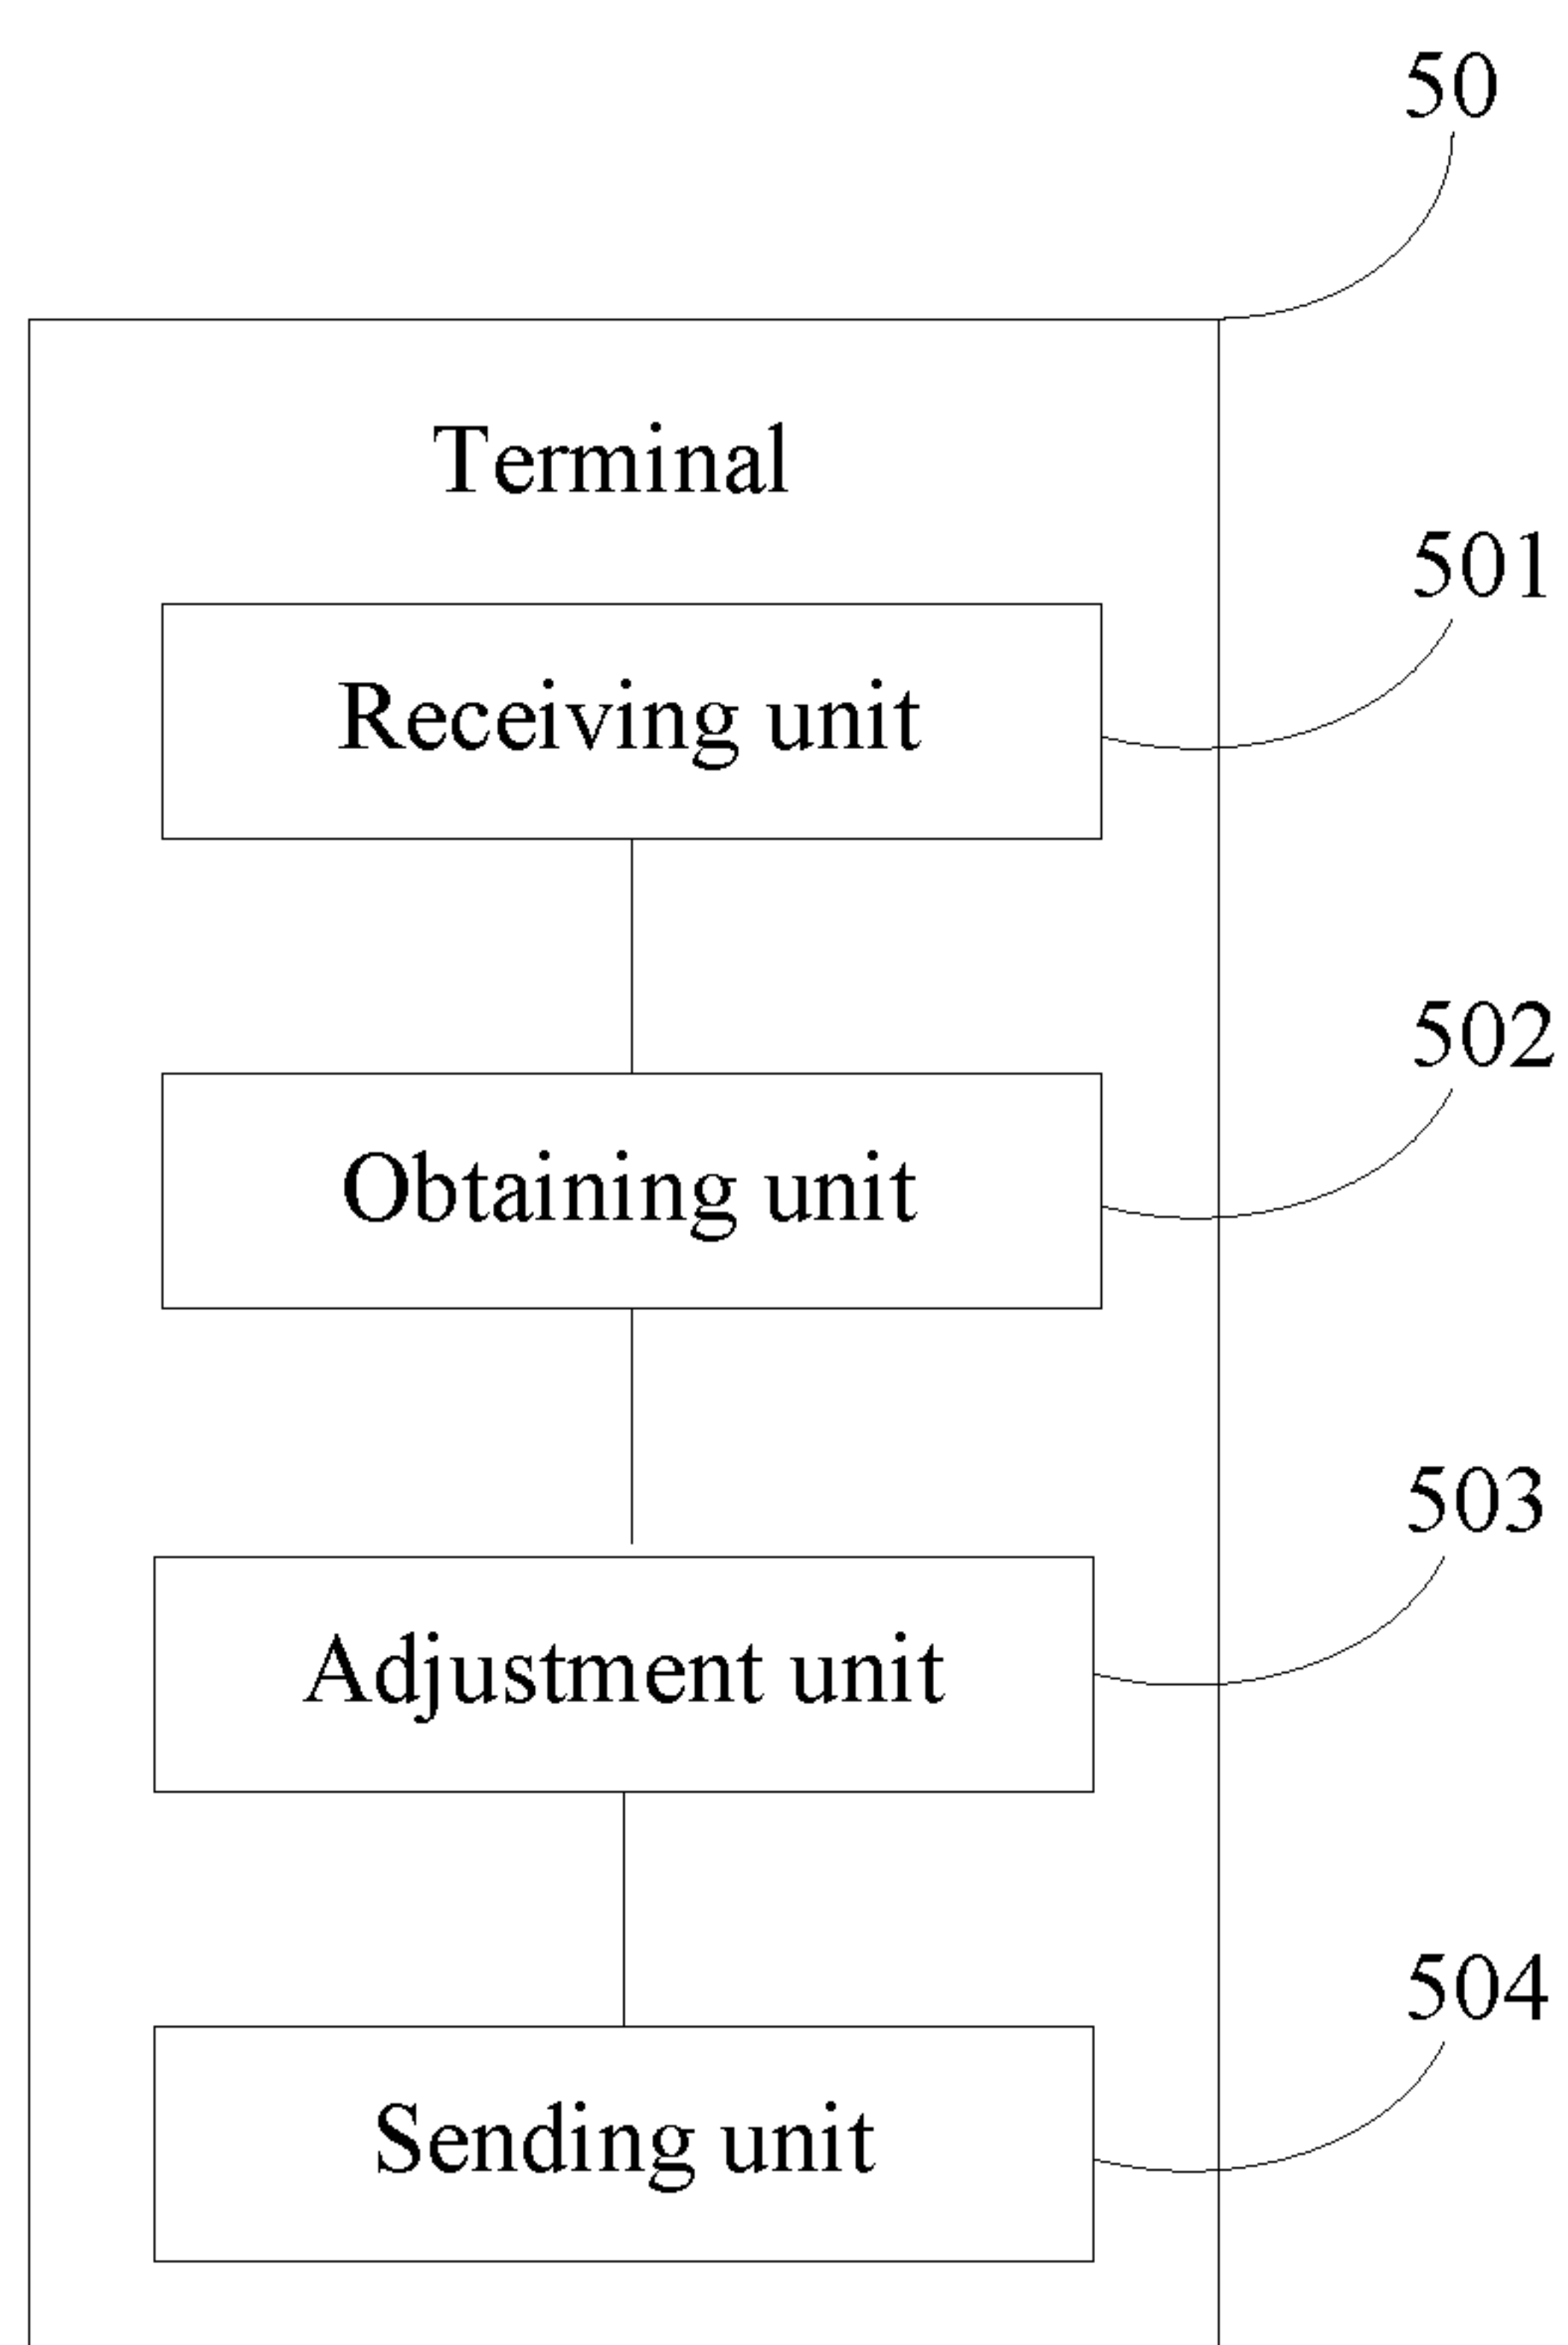 50
Terminal
501
Receiving unit
502
Obtaining unit
503
Adjustment unit
504
Sending unit